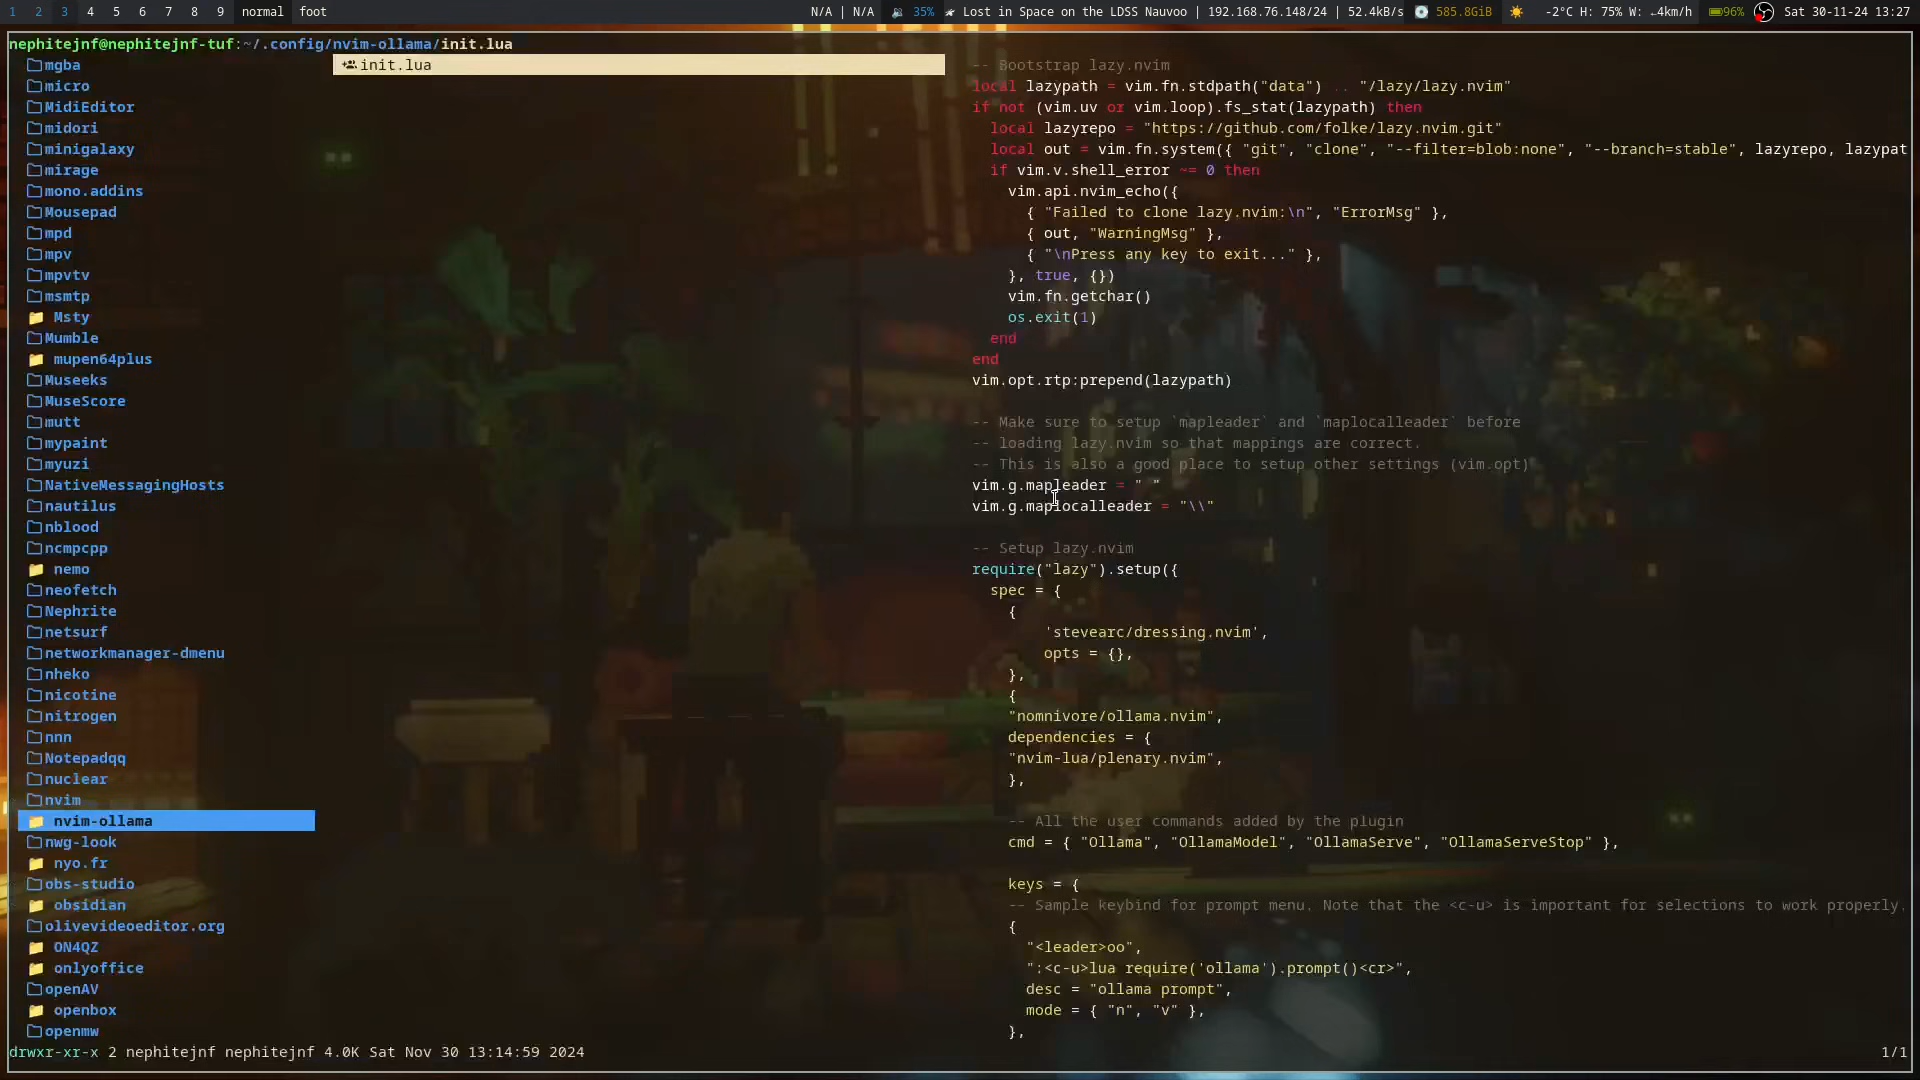 1 2 3 4 5 6 7 8 9 normal foot N/A | N/A 35% Lost in Space on the LDSS Nauvoo | 192.168.76.148/24 | 52.4kB/s 585.8GiB -2°C H: 75% W: ←4km/h 96% Sat 30-11-24 13:27
nephitejnf@nephitejnf-tuf:~/.config/nvim-ollama/init.lua
mgba
micro
MidiEditor
midori
minigalaxy
mirage
mono.addins
Mousepad
mpd
mpv
mpvtv
msmtp
Msty
Mumble
mupen64plus
Museeks
MuseScore
mutt
mypaint
myuzi
NativeMessagingHosts
nautilus
nblood
ncmpcpp
nemo
neofetch
Nephrite
netsurf
networkmanager-dmenu
nheko
nicotine
nitrogen
nnn
Notepadqq
nuclear
nvim
nvim-ollama
nwg-look
nyo.fr
obs-studio
obsidian
olivevideoeditor.org
ON4QZ
onlyoffice
openAV
openbox
openmw
init.lua
-- Bootstrap lazy.nvim
local lazypath = vim.fn.stdpath("data") .. "/lazy/lazy.nvim"
if not (vim.uv or vim.loop).fs_stat(lazypath) then
  local lazyrepo = "https://github.com/folke/lazy.nvim.git"
  local out = vim.fn.system({ "git", "clone", "--filter=blob:none", "--branch=stable", lazyrepo, lazypat
  if vim.v.shell_error ~= 0 then
    vim.api.nvim_echo({
      { "Failed to clone lazy.nvim:\n", "ErrorMsg" },
      { out, "WarningMsg" },
      { "\nPress any key to exit..." },
    }, true, {})
    vim.fn.getchar()
    os.exit(1)
  end
end
vim.opt.rtp:prepend(lazypath)
-- Make sure to setup `mapleader` and `maplocalleader` before
-- loading lazy.nvim so that mappings are correct.
-- This is also a good place to setup other settings (vim.opt)
vim.g.mapleader = " "
vim.g.maplocalleader = "\\"
-- Setup lazy.nvim
require("lazy").setup({
  spec = {
    {
        'stevearc/dressing.nvim',
        opts = {},
    },
    {
    "nomnivore/ollama.nvim",
    dependencies = {
    "nvim-lua/plenary.nvim",
    },
    -- All the user commands added by the plugin
    cmd = { "Ollama", "OllamaModel", "OllamaServe", "OllamaServeStop" },
    keys = {
    -- Sample keybind for prompt menu. Note that the <c-u> is important for selections to work properly.
    {
      "<leader>oo",
      ":<c-u>lua require('ollama').prompt()<cr>",
      desc = "ollama prompt",
      mode = { "n", "v" },
    },
drwxr-xr-x 2 nephitejnf nephitejnf 4.0K Sat Nov 30 13:14:59 2024 1/1